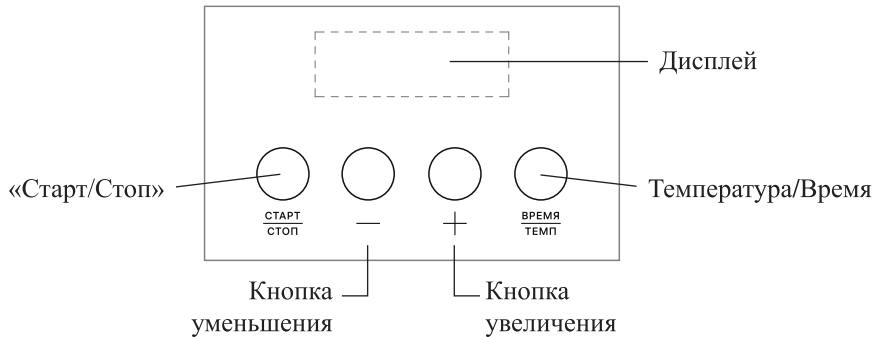 Дисплей
«Старт/Стоп»
Температура/Время
СТАРТ
СТОП
—
+
ВРЕМЯ
ТЕМП
Кнопка
уменьшения
Кнопка
увеличения